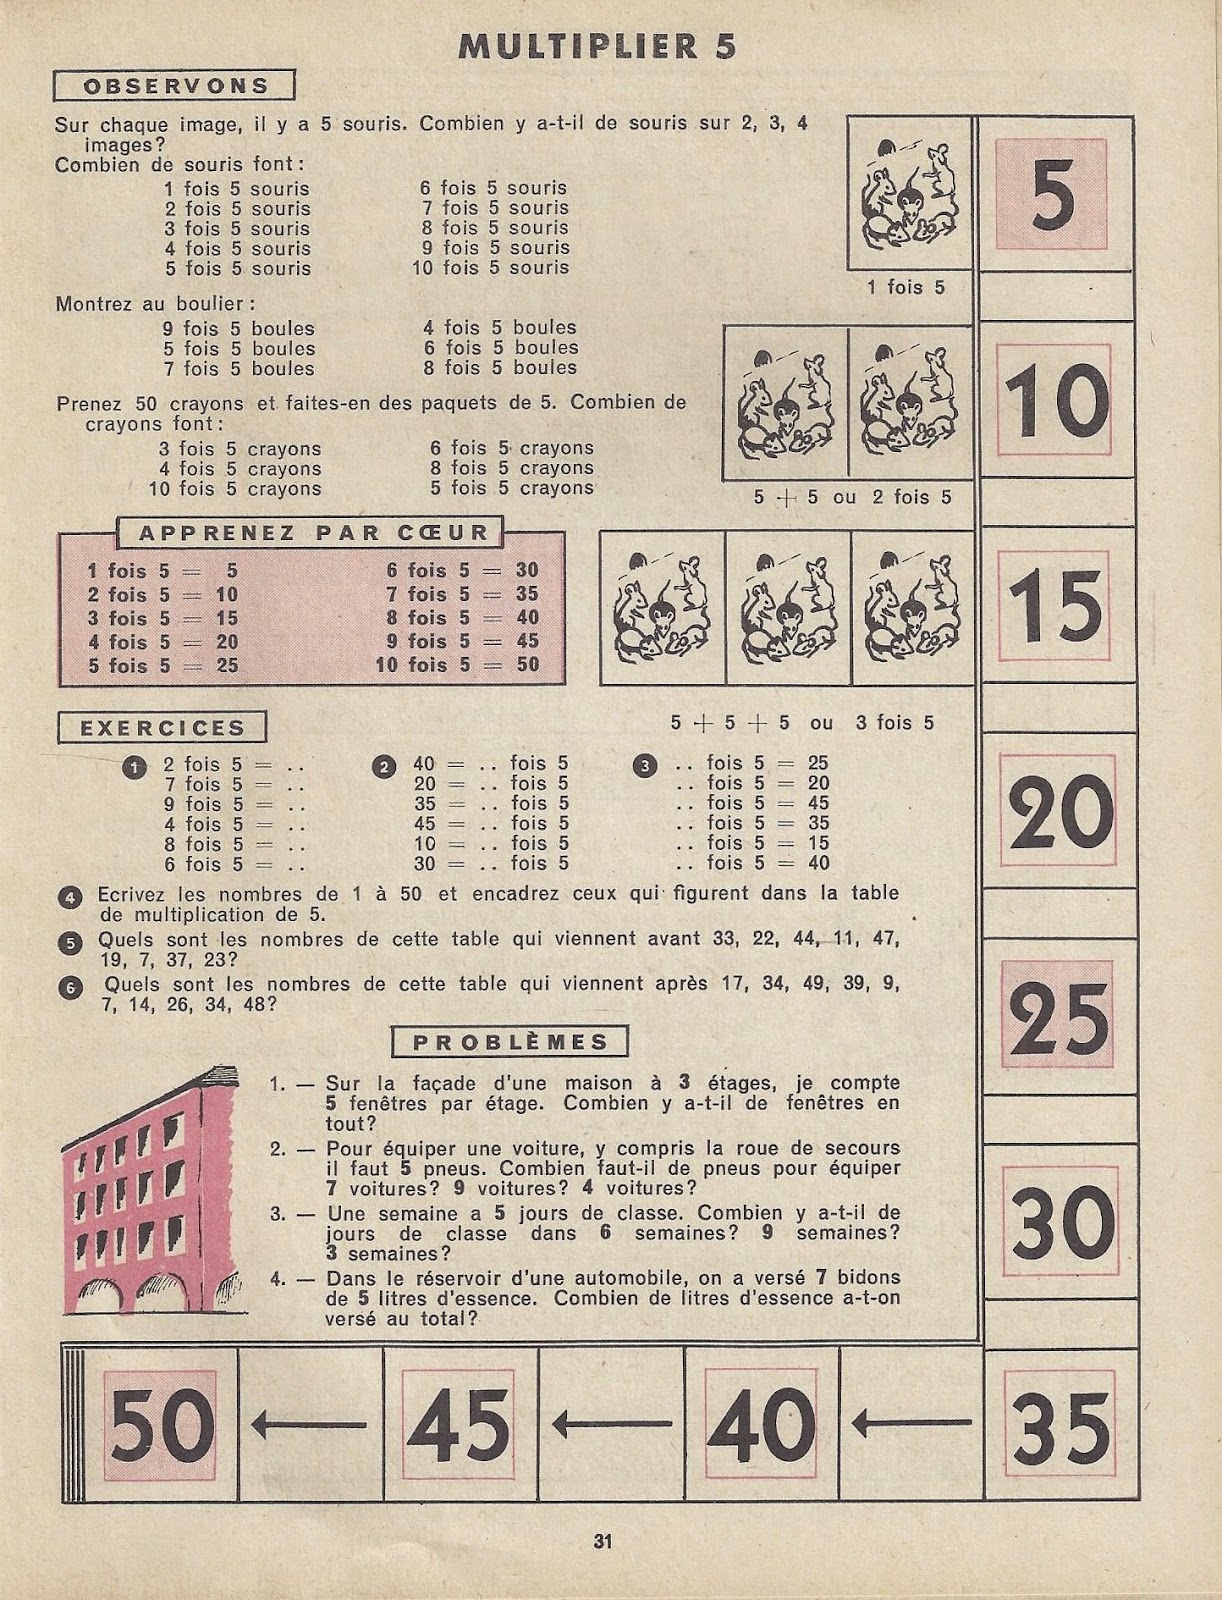 MULTIPLIER 5
OBSERVONS
Sur chaque image, il y a 5 souris. Combien y a-t-il de souris sur 2, 3, 4
images?
Combien de souris font :
1 fois 5 souris
2 fois 5 souris
3 fois 5 souris
4 fois 5 souris
5 fois 5 souris
6 fois 5 souris
7 fois 5 souris
8 fois 5 souris
9 fois 5 souris
10 fois 5 souris
Montrez au boulier :
9 fois 5 boules
5 fois 5 boules
7 fois 5 boules
4 fois 5 boules
6 fois 5 boules
8 fois 5 boules
Prenez 50 crayons et faites-en des paquets de 5. Combien de
crayons font :
3 fois 5 crayons
4 fois 5 crayons
10 fois 5 crayons
6 fois 5 crayons
8 fois 5 crayons
5 fois 5 crayons
1 fois 5
5 + 5 ou 2 fois 5
APPRENEZ PAR CŒUR
1 fois 5 = 5
2 fois 5 = 10
3 fois 5 = 15
4 fois 5 = 20
5 fois 5 = 25
6 fois 5 = 30
7 fois 5 = 35
8 fois 5 = 40
9 fois 5 = 45
10 fois 5 = 50
5 + 5 + 5 ou 3 fois 5
EXERCICES
1 2 fois 5 = ..
7 fois 5 = ..
9 fois 5 = ..
4 fois 5 = ..
8 fois 5 = ..
6 fois 5 = ..
2 40 = .. fois 5
20 = .. fois 5
35 = .. fois 5
45 = .. fois 5
10 = .. fois 5
30 = .. fois 5
3 .. fois 5 = 25
.. fois 5 = 20
.. fois 5 = 45
.. fois 5 = 35
.. fois 5 = 15
.. fois 5 = 40
4 Ecrivez les nombres de 1 à 50 et encadrez ceux qui figurent dans la table
de multiplication de 5.
5 Quels sont les nombres de cette table qui viennent avant 33, 22, 44, 11, 47,
19, 7, 37, 23?
6 Quels sont les nombres de cette table qui viennent après 17, 34, 49, 39, 9,
7, 14, 26, 34, 48?
PROBLÈMES
1. — Sur la façade d'une maison à 3 étages, je compte
5 fenêtres par étage. Combien y a-t-il de fenêtres en
tout?
2. — Pour équiper une voiture, y compris la roue de secours
il faut 5 pneus. Combien faut-il de pneus pour équiper
7 voitures? 9 voitures? 4 voitures?
3. — Une semaine a 5 jours de classe. Combien y a-t-il de
jours de classe dans 6 semaines? 9 semaines?
3 semaines?
4. — Dans le réservoir d'une automobile, on a versé 7 bidons
de 5 litres d'essence. Combien de litres d'essence a-t-on
versé au total?
5
10
15
20
25
30
35
40
45
50
31